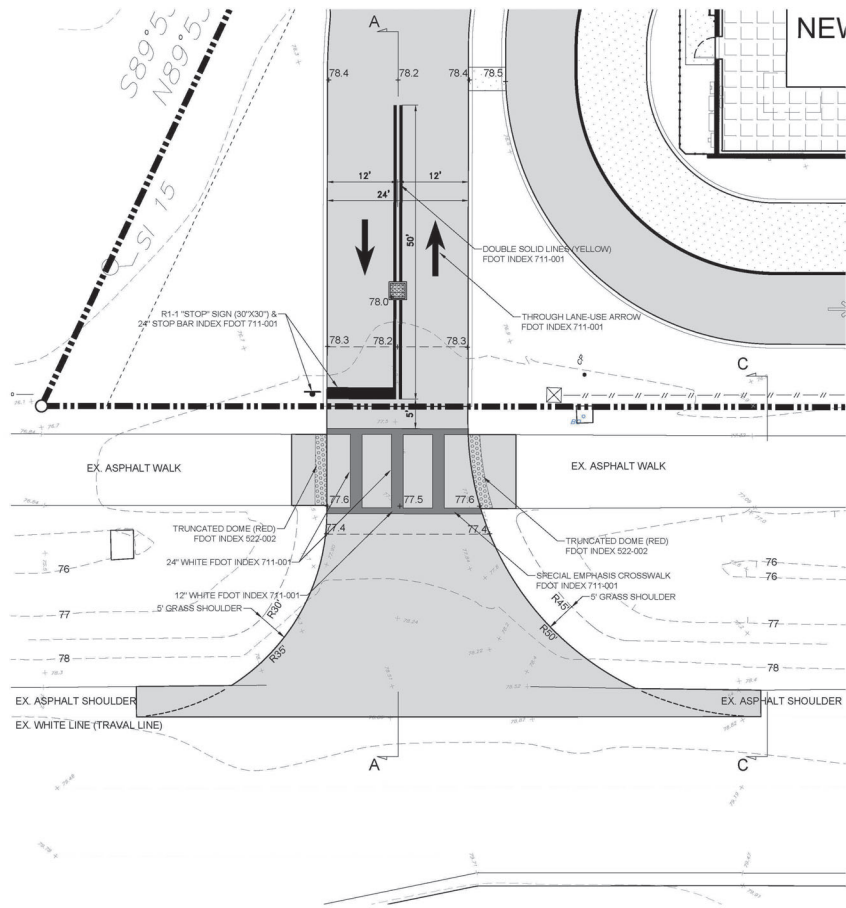 A
NEW
S89°53
N89°53
78.4
78.2
78.4
78.5
12'
12'
24'
50'
SI 15
DOUBLE SOLID LINES (YELLOW)
FDOT INDEX 711-001
78.0
R1-1 "STOP" SIGN (30"X30") &
24" STOP BAR INDEX FDOT 711-001
THROUGH LANE-USE ARROW
FDOT INDEX 711-001
78.3
78.2
78.3
C
5'
EX. ASPHALT WALK
EX. ASPHALT WALK
77.6
77.5
77.6
TRUNCATED DOME (RED)
FDOT INDEX 522-002
77.4
77.4
TRUNCATED DOME (RED)
FDOT INDEX 522-002
24" WHITE FDOT INDEX 711-001
76
76
76
SPECIAL EMPHASIS CROSSWALK
FDOT INDEX 711-001
12" WHITE FDOT INDEX 711-001
5' GRASS SHOULDER
R30'
R45'
5' GRASS SHOULDER
77
77
R35'
R50'
78
78
EX. ASPHALT SHOULDER
EX. ASPHALT SHOULDER
EX. WHITE LINE (TRAVAL LINE)
A
C